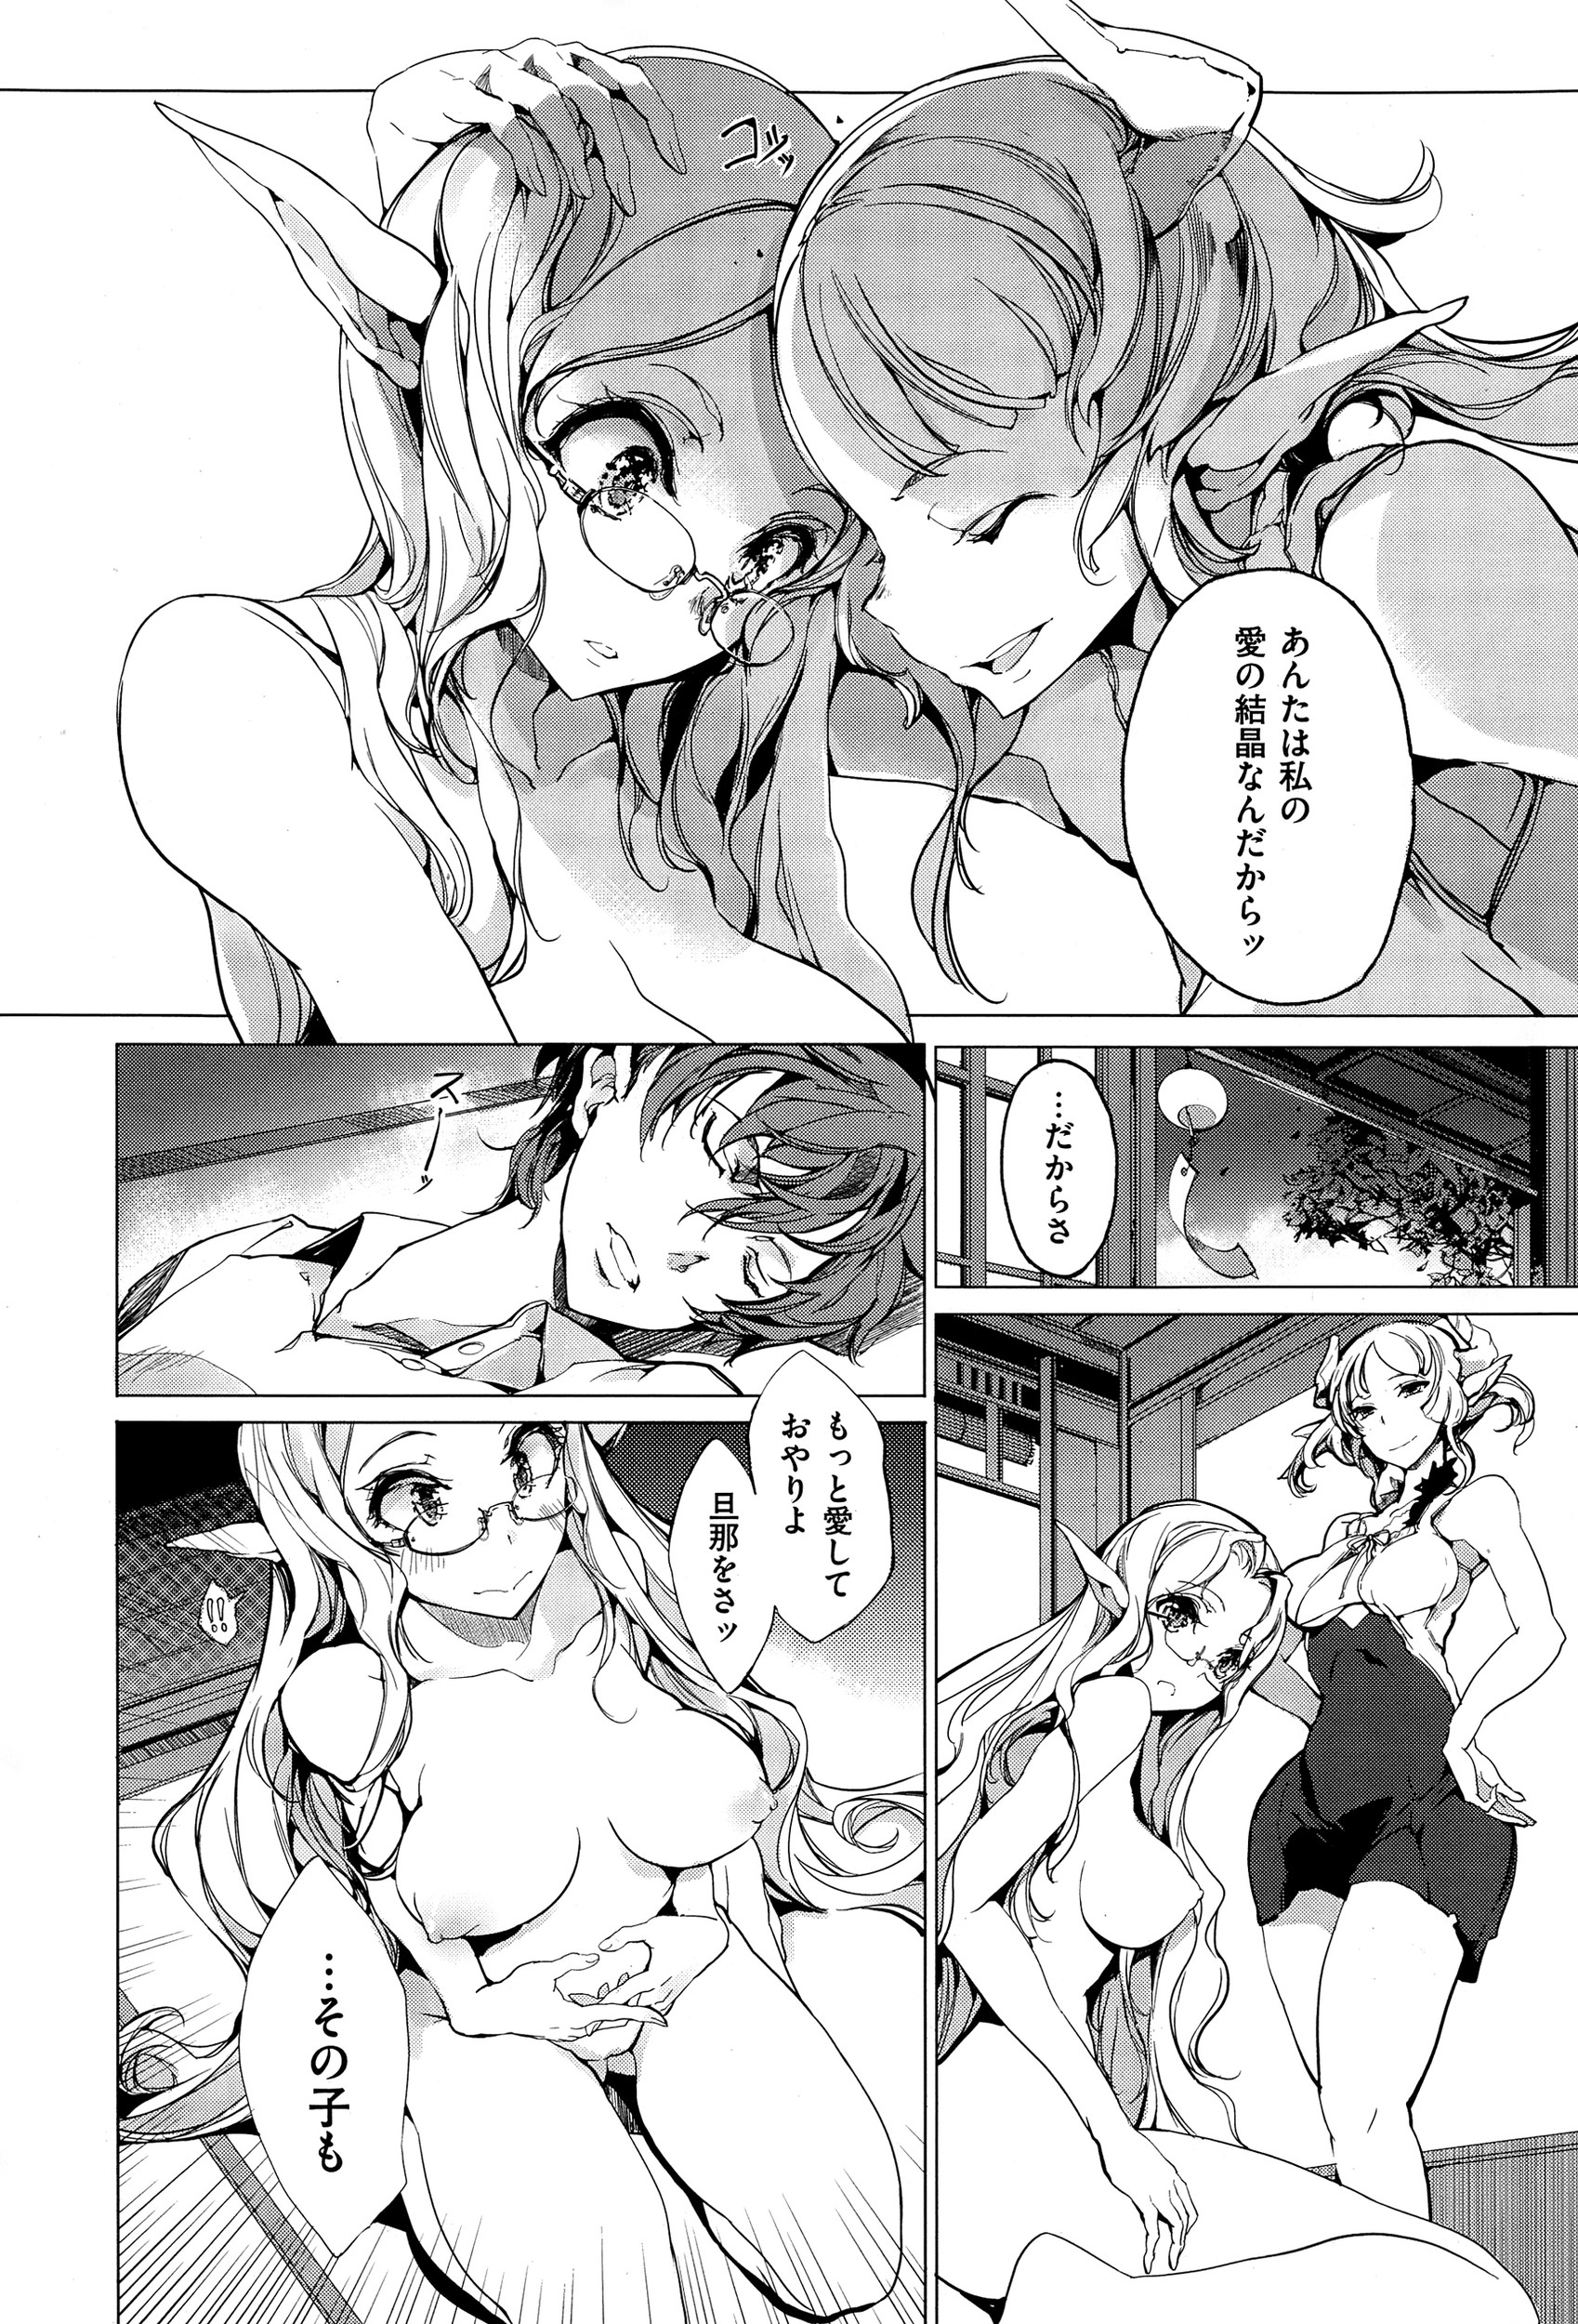 コツッ
あんたは私の
愛の結晶なんだからッ
…だからさ
スーッ
もっと愛して
おやりよ
旦那をさッ
!!
…その子も